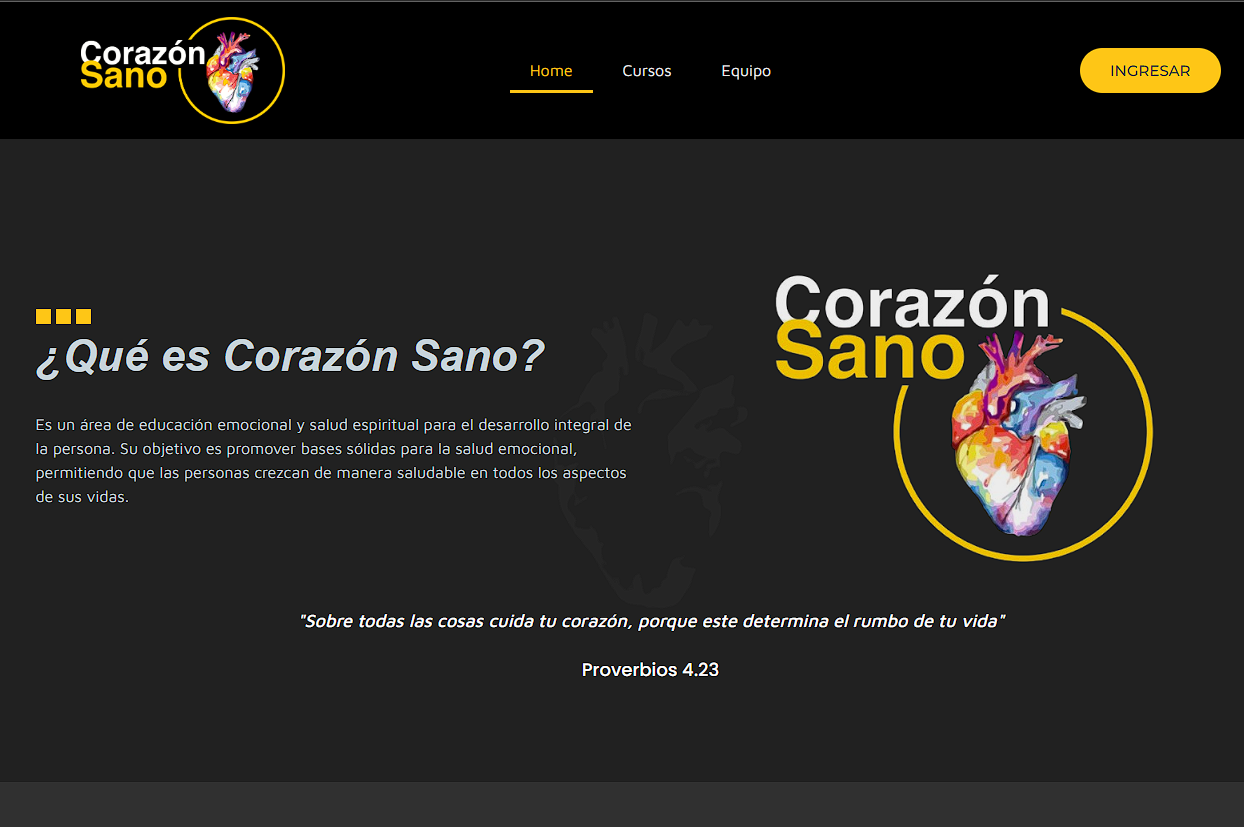 Corazón
Sano
Home
Cursos
Equipo
INGRESAR
¿Qué es Corazón Sano?
Es un área de educación emocional y salud espiritual para el desarrollo integral de
la persona. Su objetivo es promover bases sólidas para la salud emocional,
permitiendo que las personas crezcan de manera saludable en todos los aspectos
de sus vidas.
Corazón
Sano
"Sobre todas las cosas cuida tu corazón, porque este determina el rumbo de tu vida"
Proverbios 4.23